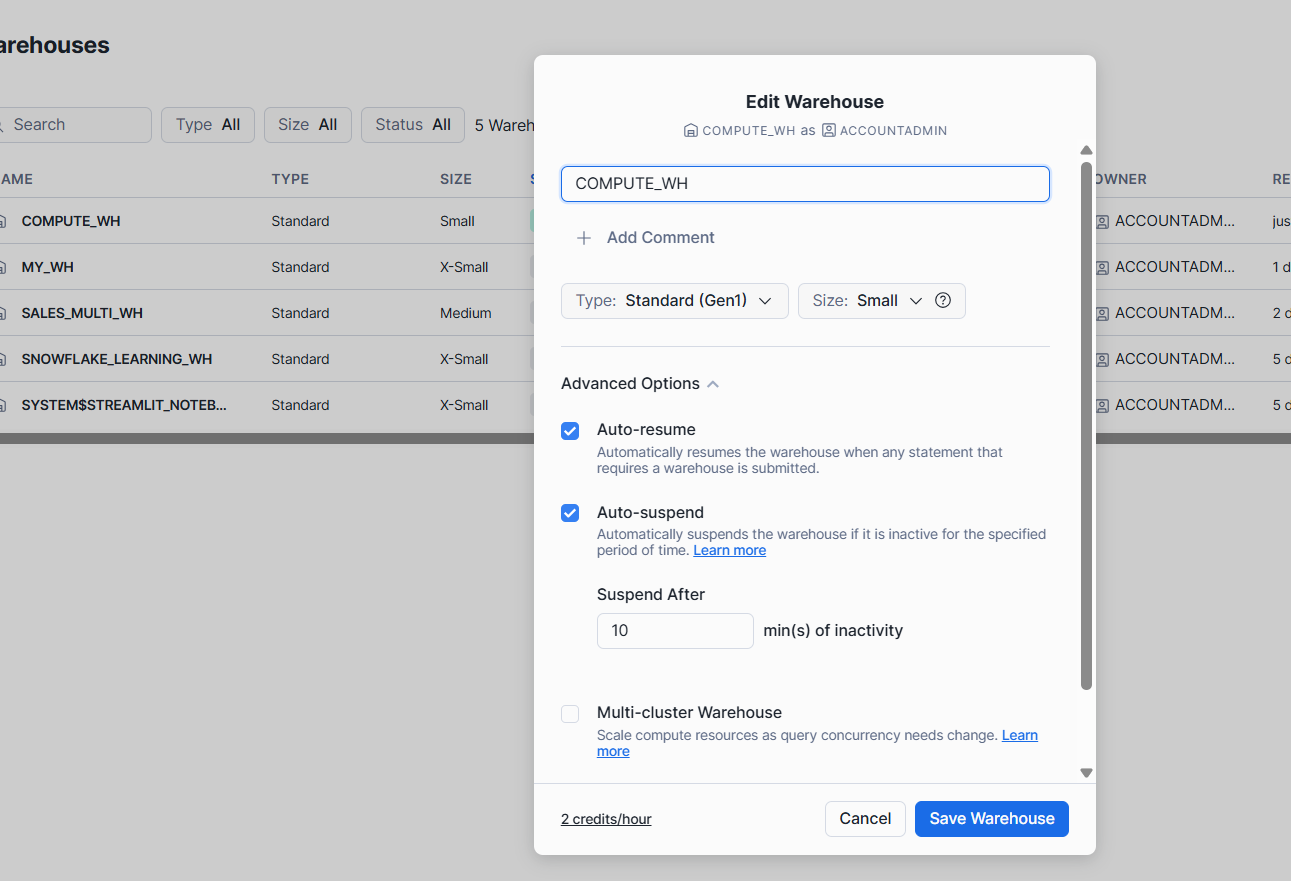 arehouses
Search Type All Size All Status All 5 Wareh
AME TYPE SIZE S OWNER RE
COMPUTE_WH Standard Small ACCOUNTADM... jus
MY_WH Standard X-Small ACCOUNTADM... 1 d
SALES_MULTI_WH Standard Medium ACCOUNTADM... 2 d
SNOWFLAKE_LEARNING_WH Standard X-Small ACCOUNTADM... 5 d
SYSTEM$STREAMLIT_NOTEB... Standard X-Small ACCOUNTADM... 5 d
Edit Warehouse
COMPUTE_WH as ACCOUNTADMIN
COMPUTE_WH
+ Add Comment
Type: Standard (Gen1) Size: Small ?
Advanced Options
Auto-resume
Automatically resumes the warehouse when any statement that
requires a warehouse is submitted.
Auto-suspend
Automatically suspends the warehouse if it is inactive for the specified
period of time. Learn more
Suspend After
10 min(s) of inactivity
Multi-cluster Warehouse
Scale compute resources as query concurrency needs change. Learn
more
2 credits/hour Cancel Save Warehouse